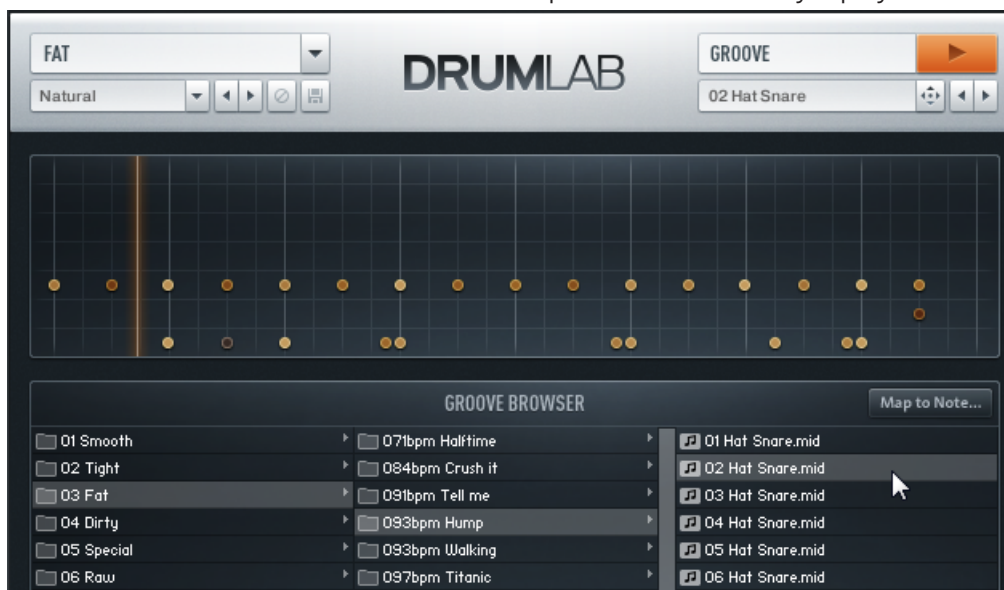 FAT
DRUMLAB
GROOVE
Natural
02 Hat Snare
GROOVE BROWSER
Map to Note...
01 Smooth
071bpm Halftime
01 Hat Snare.mid
02 Tight
084bpm Crush it
02 Hat Snare.mid
03 Fat
091bpm Tell me
03 Hat Snare.mid
04 Dirty
093bpm Hump
04 Hat Snare.mid
05 Special
093bpm Walking
05 Hat Snare.mid
06 Raw
097bpm Titanic
06 Hat Snare.mid